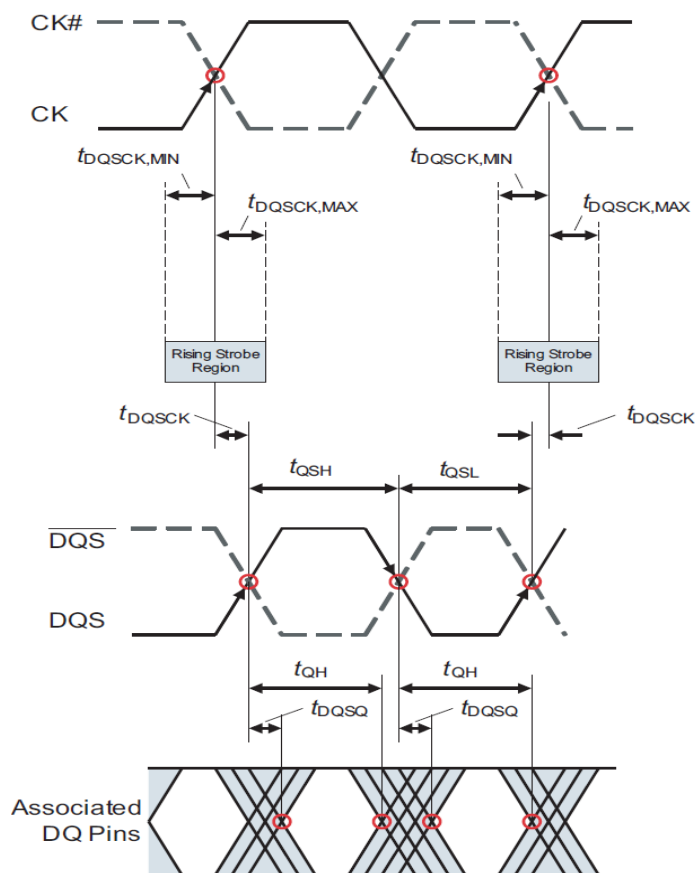 CK#
CK
tDQSCK,MIN
tDQSCK,MIN
tDQSCK,MAX
tDQSCK,MAX
Rising Strobe
Region
Rising Strobe
Region
tDQSCK
tDQSCK
tQSH
tQSL
D̅Q̅S̅
DQS
tQH
tQH
tDQSQ
tDQSQ
Associated
DQ Pins